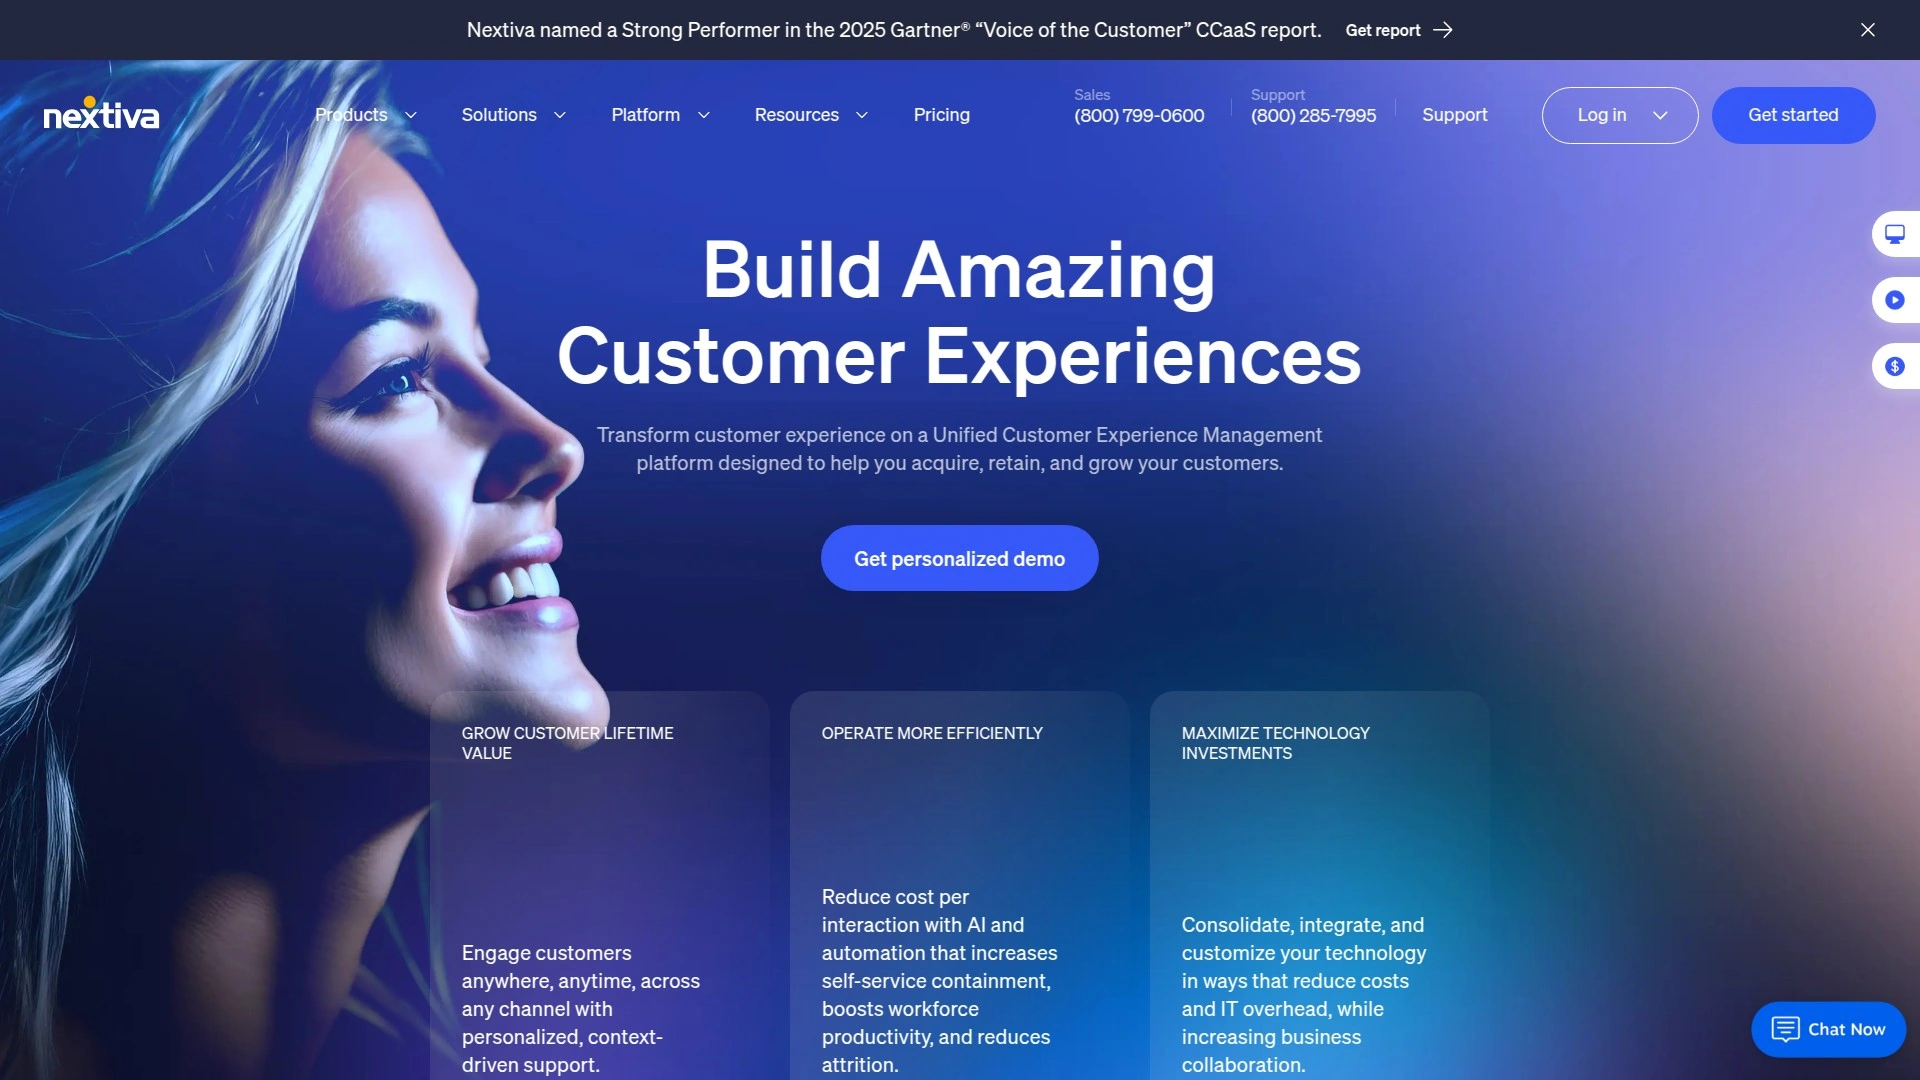 Nextiva named a Strong Performer in the 2025 Gartner® “Voice of the Customer” CCaaS report. Get report
nextiva
Products Solutions Platform Resources Pricing
Sales
(800) 799-0600
Support
(800) 285-7995
Support
Log in
Get started
Build Amazing
Customer Experiences
Transform customer experience on a Unified Customer Experience Management
platform designed to help you acquire, retain, and grow your customers.
Get personalized demo
$
GROW CUSTOMER LIFETIME
VALUE
Engage customers
anywhere, anytime, across
any channel with
personalized, context-
driven support.
OPERATE MORE EFFICIENTLY
Reduce cost per
interaction with AI and
automation that increases
self-service containment,
boosts workforce
productivity, and reduces
attrition.
MAXIMIZE TECHNOLOGY
INVESTMENTS
Consolidate, integrate, and
customize your technology
in ways that reduce costs
and IT overhead, while
increasing business
collaboration.
Chat Now